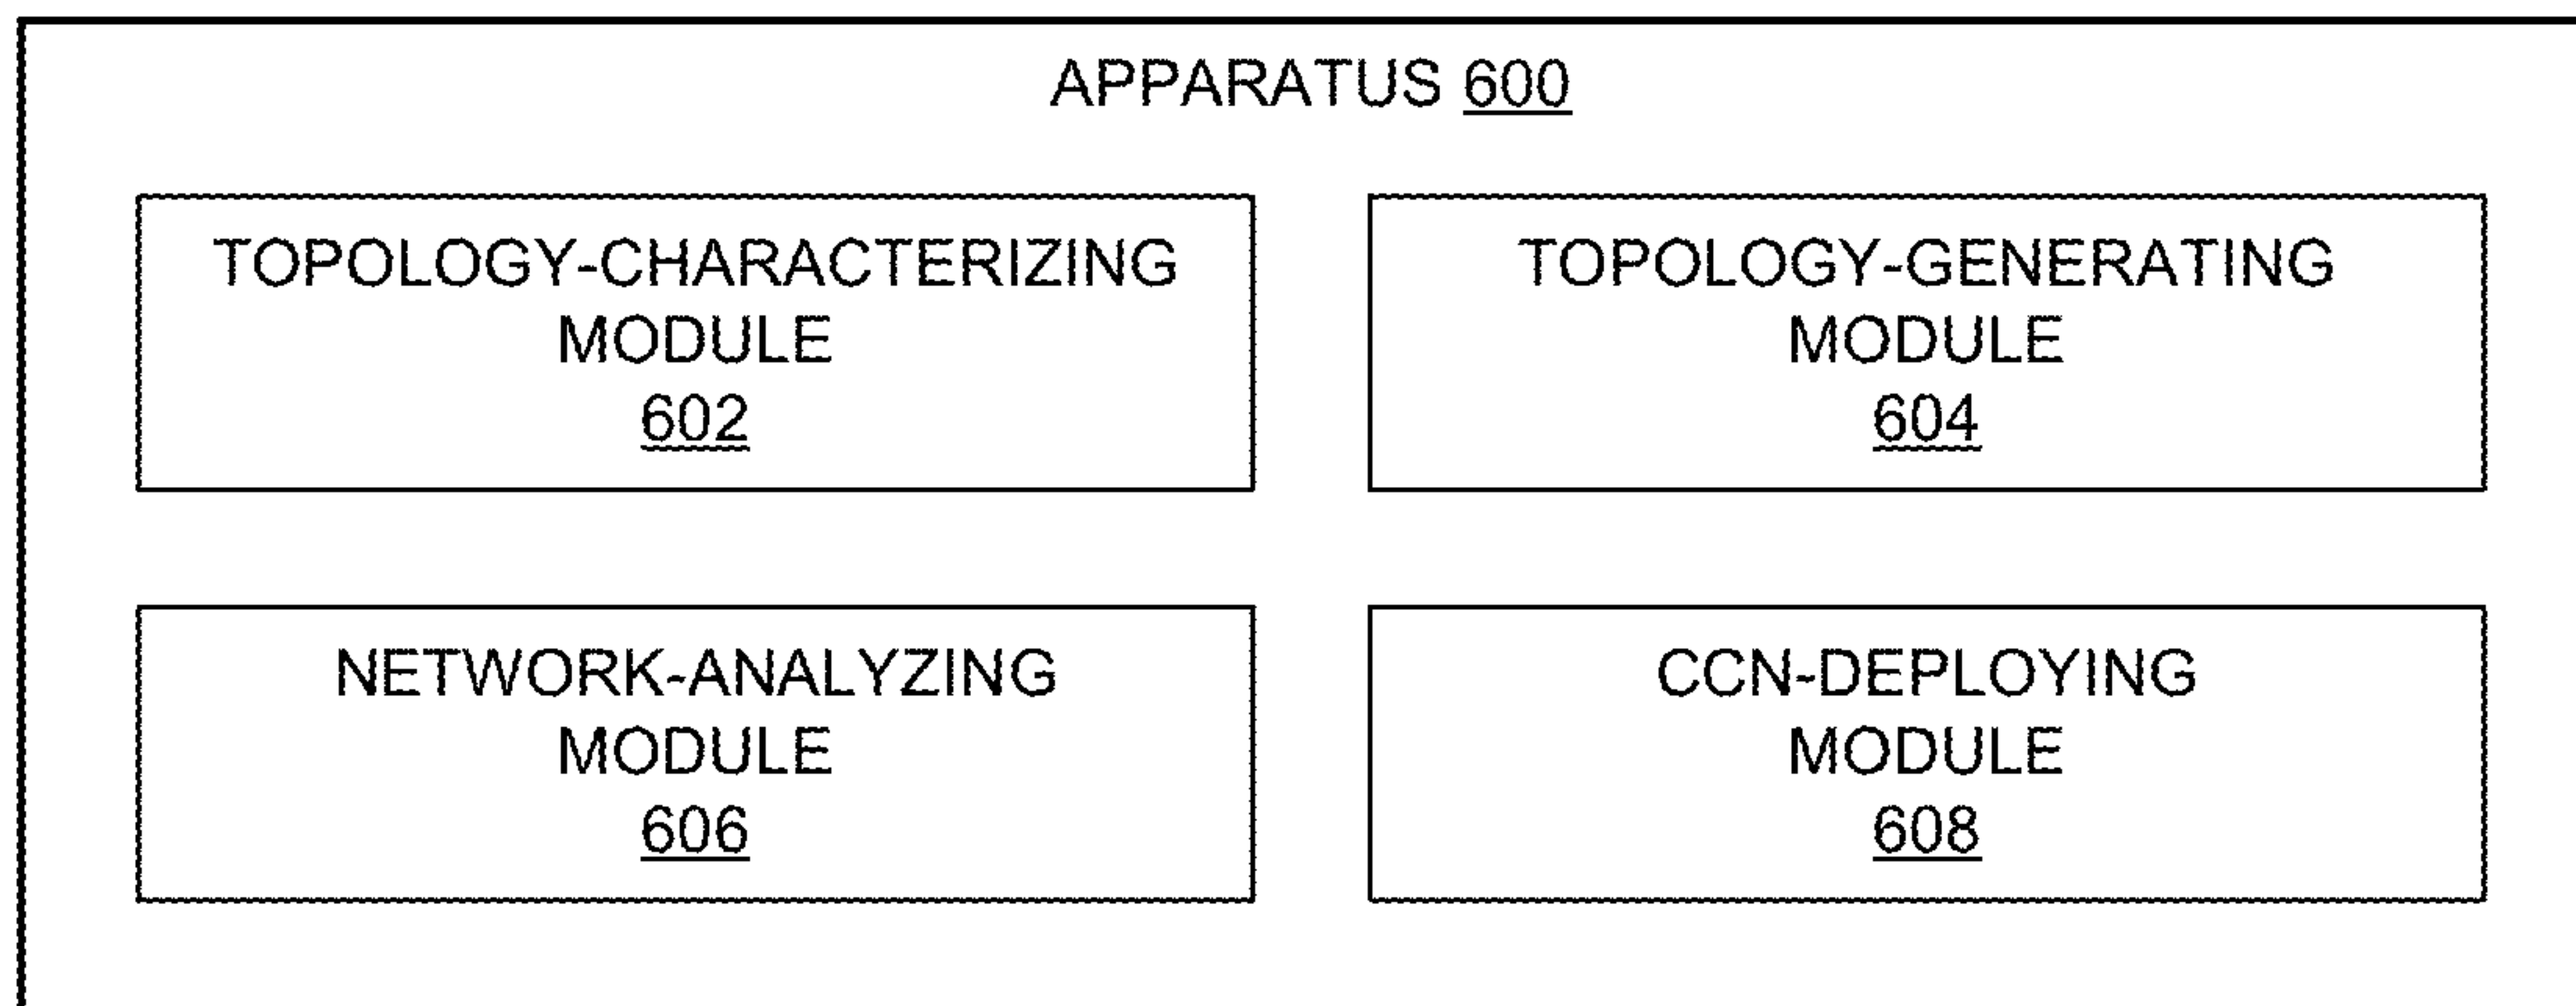 APPARATUS 600
TOPOLOGY-CHARACTERIZING
MODULE
602
TOPOLOGY-GENERATING
MODULE
604
NETWORK-ANALYZING
MODULE
606
CCN-DEPLOYING
MODULE
608